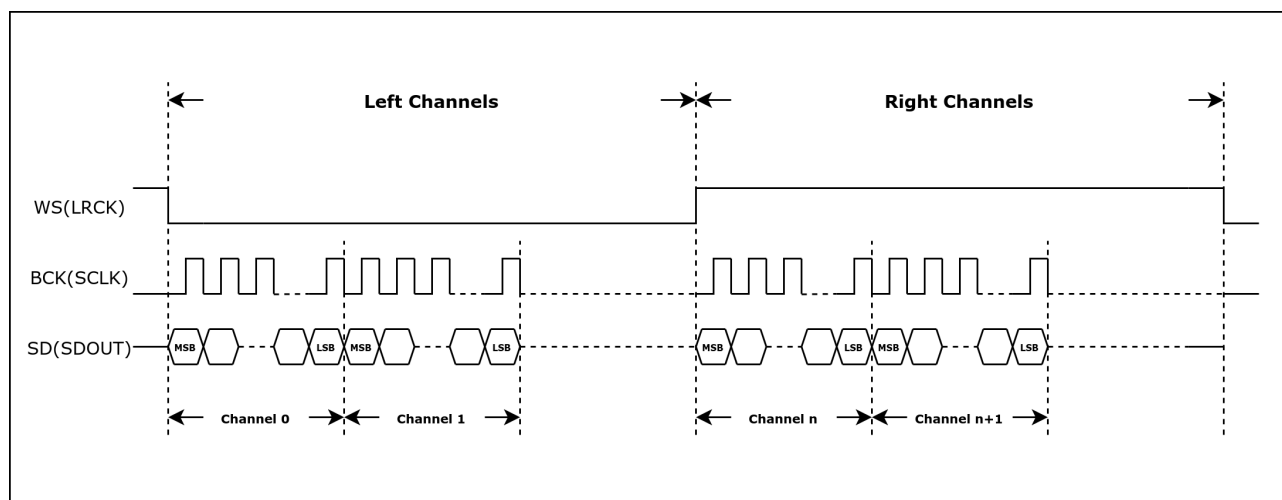 Left Channels Right Channels
WS(LRCK)
BCK(SCLK)
SD(SDOUT) MSB LSB MSB LSB MSB LSB MSB LSB
Channel 0 Channel 1 Channel n Channel n+1